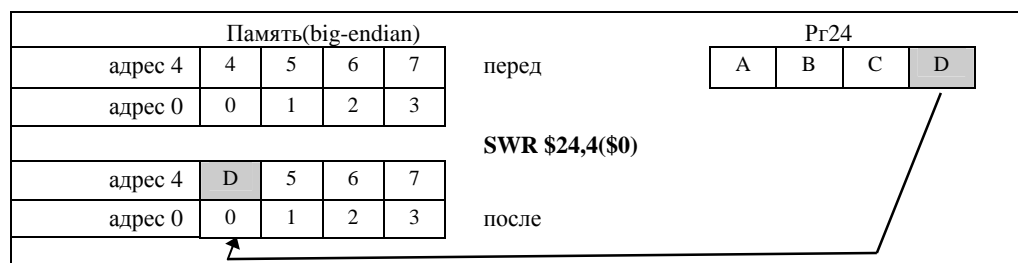 Память(big-endian) Рг24
адрес 4 4 5 6 7 перед A B C D
адрес 0 0 1 2 3
SWR $24,4($0)
адрес 4 D 5 6 7
адрес 0 0 1 2 3 после